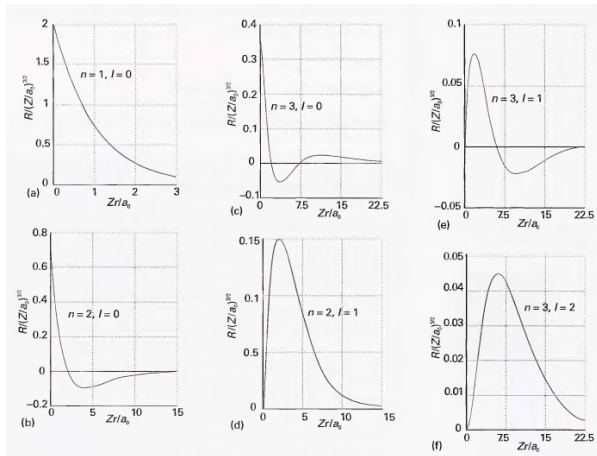 2
1.5
1
0.5
0
R/(Z/a₀)^3/2
n = 1, l = 0
(a)
0 1 2 3
Zr/a₀
0.4
0.3
0.2
0.1
0
−0.1
R/(Z/a₀)^3/2
n = 3, l = 0
(c)
0 7.5 15 22.5
Zr/a₀
0.1
0.05
0
−0.05
R/(Z/a₀)^3/2
n = 3, l = 1
(e)
0 7.5 15 22.5
Zr/a₀
0.8
0.6
0.4
0.2
0
−0.2
R/(Z/a₀)^3/2
n = 2, l = 0
(b)
0 5 10 15
Zr/a₀
0.15
0.1
0.5
0
R/(Z/a₀)^3/2
n = 2, l = 1
(d)
0 5 10 15
Zr/a₀
0.05
0.04
0.03
0.02
0.01
0
R/(Z/a₀)^3/2
n = 3, l = 2
(f)
0 7.5 15 22.5
Zr/a₀